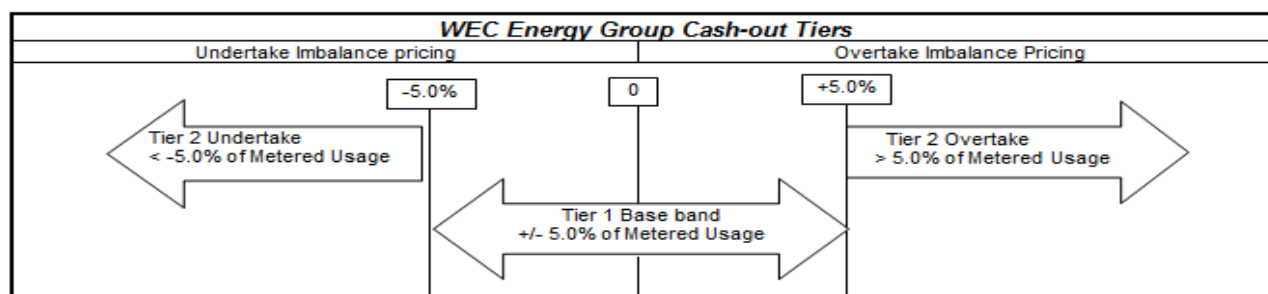 WEC Energy Group Cash-out Tiers
Undertake Imbalance pricing
Overtake Imbalance Pricing
-5.0%
0
+5.0%
Tier 2 Undertake
< -5.0% of Metered Usage
Tier 2 Overtake
> 5.0% of Metered Usage
Tier 1 Base band
+/- 5.0% of Metered Usage